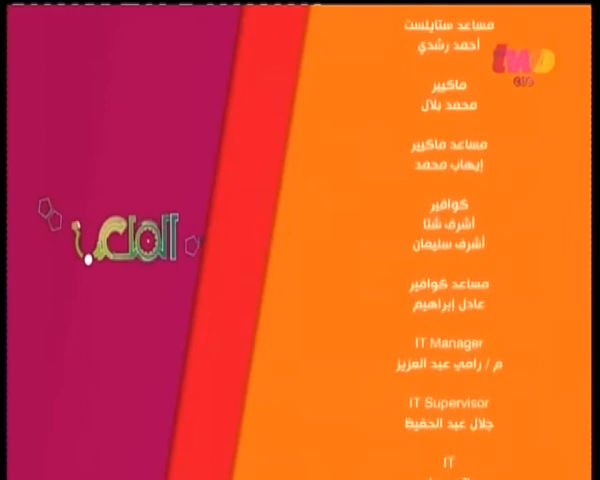 الملعب
مساعد ستايلست
أحمد رشدي
ماكيير
محمد بلال
مساعد ماكيير
إيهاب محمد
كوافير
أشرف شتا
أشرف سليمان
مساعد كوافير
عادل إبراهيم
IT Manager
م / رامي عبد العزيز
IT Supervisor
جلال عبد الحفيظ
IT